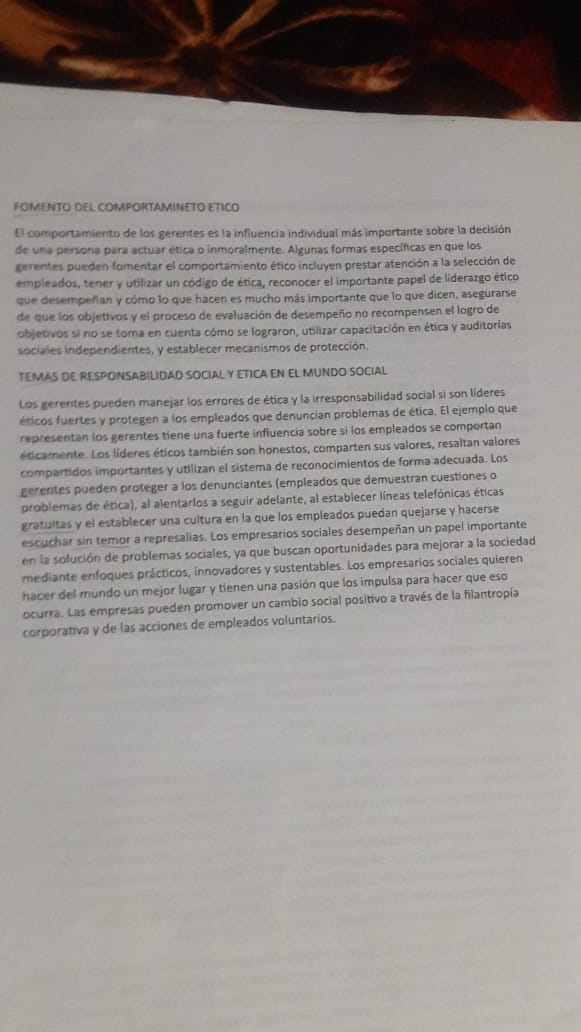 FOMENTO DEL COMPORTAMINETO ETICO
El comportamiento de los gerentes es la influencia individual más importante sobre la decisión
de una persona para actuar ética o inmoralmente. Algunas formas específicas en que los
gerentes pueden fomentar el comportamiento ético incluyen prestar atención a la selección de
empleados, tener y utilizar un código de ética, reconocer el importante papel de liderazgo ético
que desempeñan y cómo lo que hacen es mucho más importante que lo que dicen, asegurarse
de que los objetivos y el proceso de evaluación de desempeño no recompensen el logro de
objetivos si no se toma en cuenta cómo se lograron, utilizar capacitación en ética y auditorias
sociales independientes, y establecer mecanismos de protección.
TEMAS DE RESPONSABILIDAD SOCIAL Y ETICA EN EL MUNDO SOCIAL
Los gerentes pueden manejar los errores de ética y la irresponsabilidad social si son líderes
éticos fuertes y protegen a los empleados que denuncian problemas de ética. El ejemplo que
representan los gerentes tiene una fuerte influencia sobre si los empleados se comportan
éticamente. Los líderes éticos también son honestos, comparten sus valores, resaltan valores
compartidos importantes y utilizan el sistema de reconocimientos de forma adecuada. Los
gerentes pueden proteger a los denunciantes (empleados que demuestran cuestiones o
problemas de ética), al alentarlos a seguir adelante, al establecer líneas telefónicas éticas
gratuitas y el establecer una cultura en la que los empleados puedan quejarse y hacerse
escuchar sin temor a represalias. Los empresarios sociales desempeñan un papel importante
en la solución de problemas sociales, ya que buscan oportunidades para mejorar a la sociedad
mediante enfoques prácticos, innovadores y sustentables. Los empresarios sociales quieren
hacer del mundo un mejor lugar y tienen una pasión que los impulsa para hacer que eso
ocurra. Las empresas pueden promover un cambio social positivo a través de la filantropía
corporativa y de las acciones de empleados voluntarios.